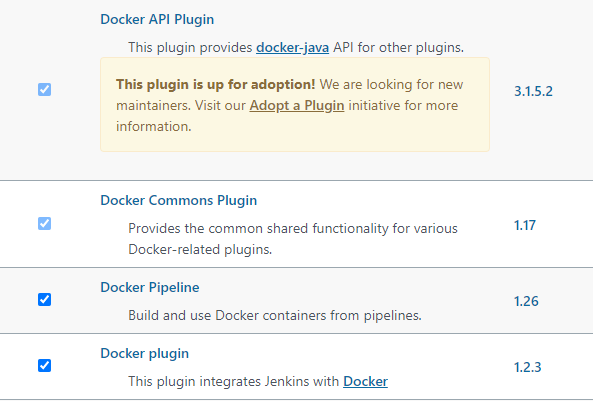 Docker API Plugin
This plugin provides docker-java API for other plugins.
This plugin is up for adoption! We are looking for new
maintainers. Visit our Adopt a Plugin initiative for more
information.
3.1.5.2
Docker Commons Plugin
Provides the common shared functionality for various
Docker-related plugins.
1.17
Docker Pipeline
Build and use Docker containers from pipelines.
1.26
Docker plugin
This plugin integrates Jenkins with Docker
1.2.3